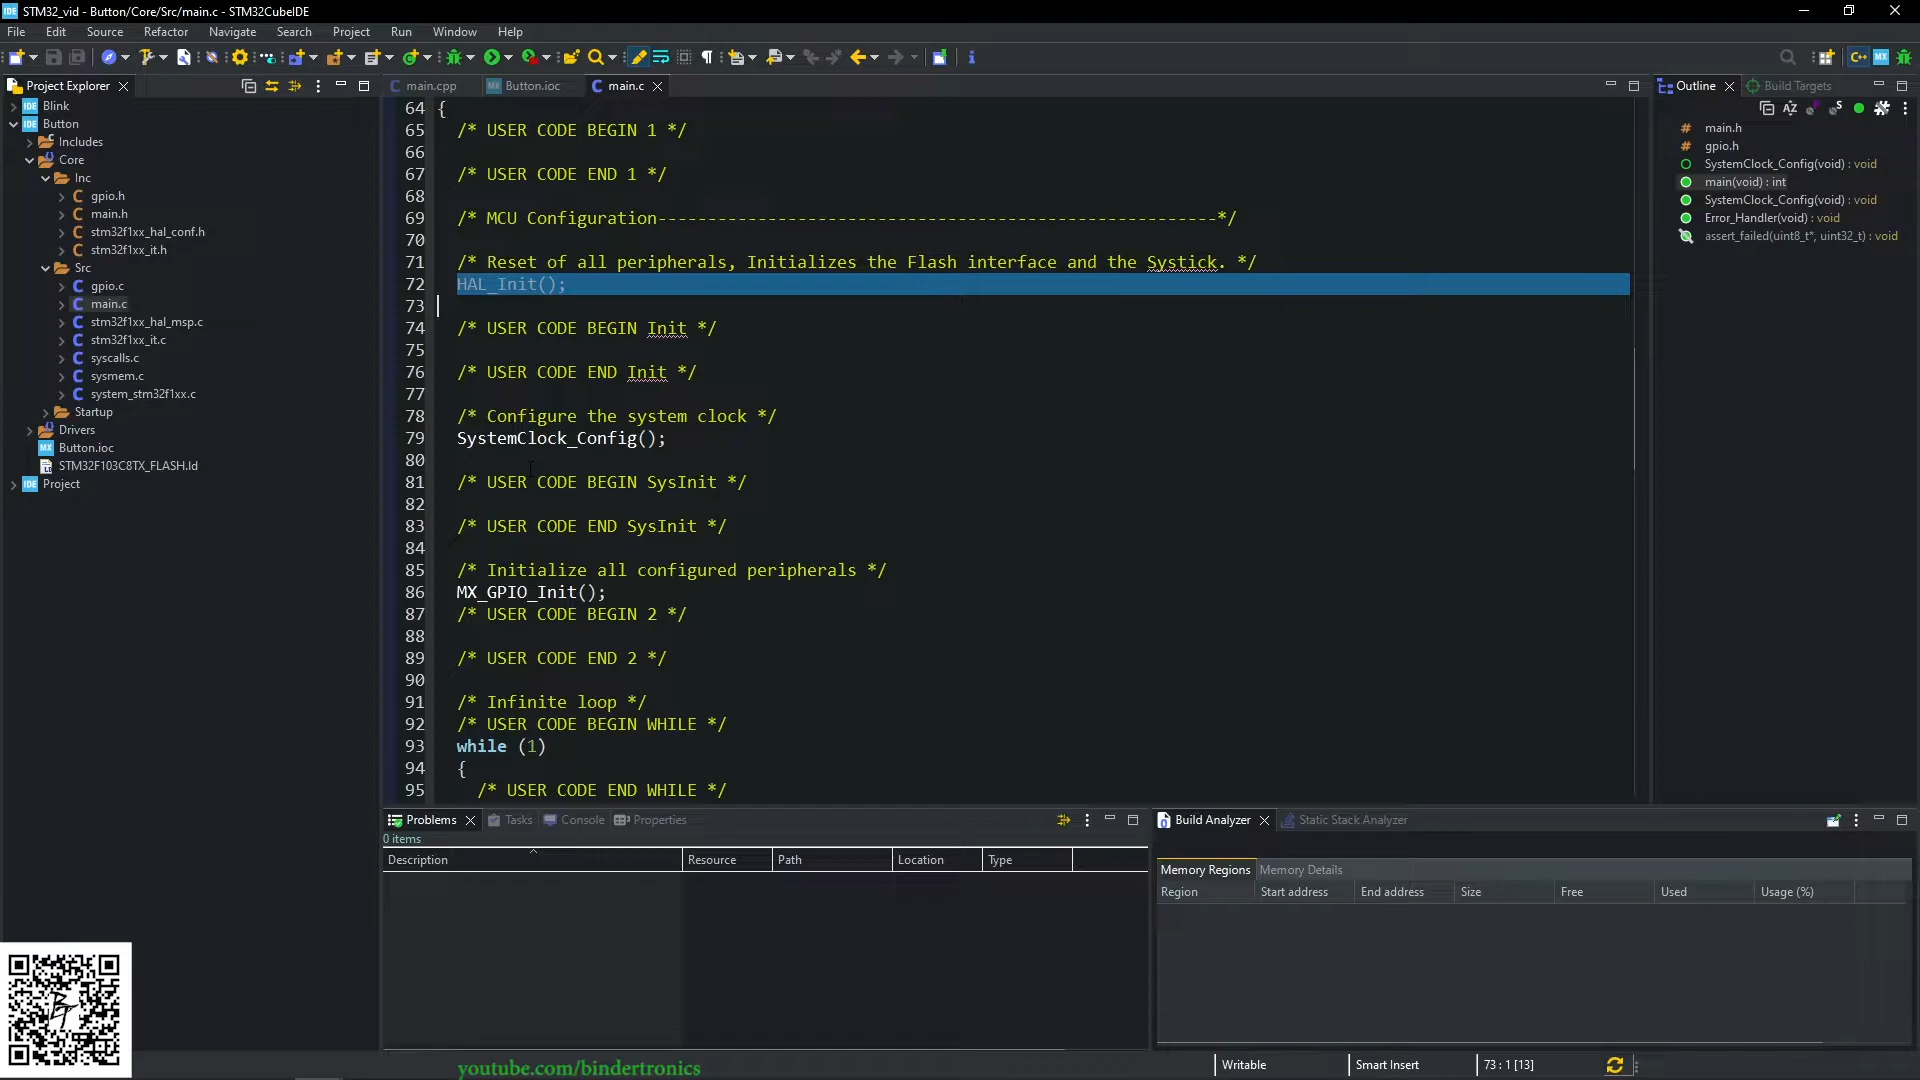 STM32_vid - Button/Core/Src/main.c - STM32CubeIDE
File Edit Source Refactor Navigate Search Project Run Window Help
Project Explorer
Blink
Button
Includes
Core
Inc
gpio.h
main.h
stm32f1xx_hal_conf.h
stm32f1xx_it.h
Src
gpio.c
main.c
stm32f1xx_hal_msp.c
stm32f1xx_it.c
syscalls.c
sysmem.c
system_stm32f1xx.c
Startup
Drivers
Button.ioc
STM32F103C8TX_FLASH.ld
Project
main.cpp Button.ioc main.c
64 {
65 /* USER CODE BEGIN 1 */
66
67 /* USER CODE END 1 */
68
69 /* MCU Configuration--------------------------------------------------------*/
70
71 /* Reset of all peripherals, Initializes the Flash interface and the Systick. */
72 HAL_Init();
73
74 /* USER CODE BEGIN Init */
75
76 /* USER CODE END Init */
77
78 /* Configure the system clock */
79 SystemClock_Config();
80
81 /* USER CODE BEGIN SysInit */
82
83 /* USER CODE END SysInit */
84
85 /* Initialize all configured peripherals */
86 MX_GPIO_Init();
87 /* USER CODE BEGIN 2 */
88
89 /* USER CODE END 2 */
90
91 /* Infinite loop */
92 /* USER CODE BEGIN WHILE */
93 while (1)
94 {
95 /* USER CODE END WHILE */
Outline Build Targets
main.h
gpio.h
SystemClock_Config(void) : void
main(void) : int
SystemClock_Config(void) : void
Error_Handler(void) : void
assert_failed(uint8_t*, uint32_t) : void
Problems Tasks Console Properties
0 items
Description Resource Path Location Type
Build Analyzer Static Stack Analyzer
Memory Regions Memory Details
Region Start address End address Size Free Used Usage (%)
youtube.com/bindertronics
Writable Smart Insert 73 : 1 [13]